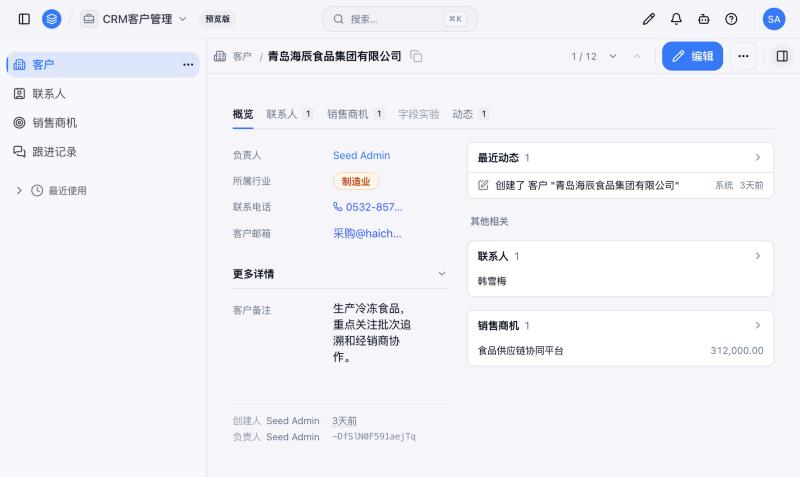 CRM客户管理
预览版
搜索...
⌘K
SA
客户
联系人
销售商机
跟进记录
最近使用
客户 / 青岛海辰食品集团有限公司
1 / 12
编辑
概览
联系人 1
销售商机 1
字段实验
动态 1
负责人 Seed Admin
所属行业 制造业
联系电话 0532-857...
客户邮箱 采购@haich...
更多详情
客户备注
生产冷冻食品，
重点关注批次追
溯和经销商协
作。
创建人 Seed Admin · 3天前
负责人 Seed Admin ~DfSlN0F591aejTq
最近动态 1
创建了 客户 "青岛海辰食品集团有限公司" 系统 3天前
其他相关
联系人 1
韩雪梅
销售商机 1
食品供应链协同平台 312,000.00